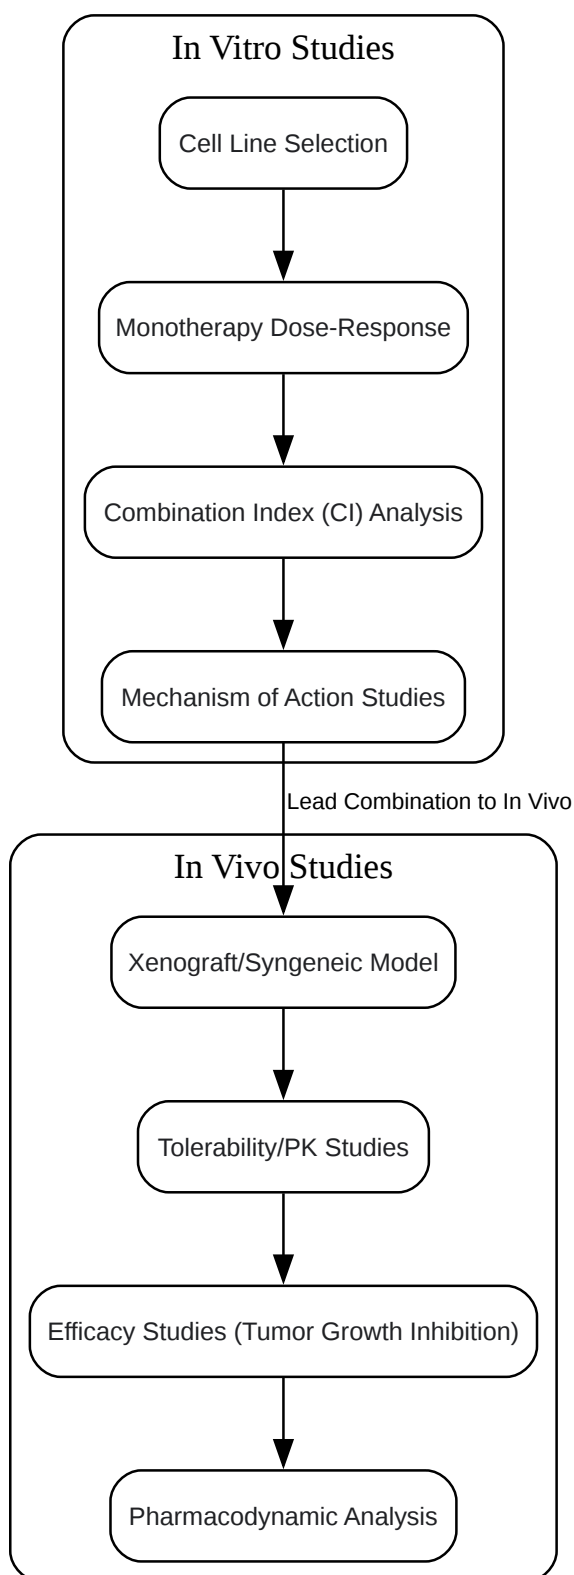 In Vitro Studies
Cell Line Selection
Monotherapy Dose-Response
Combination Index (CI) Analysis
Mechanism of Action Studies
Lead Combination to In Vivo
In Vivo Studies
Xenograft/Syngeneic Model
Tolerability/PK Studies
Efficacy Studies (Tumor Growth Inhibition)
Pharmacodynamic Analysis